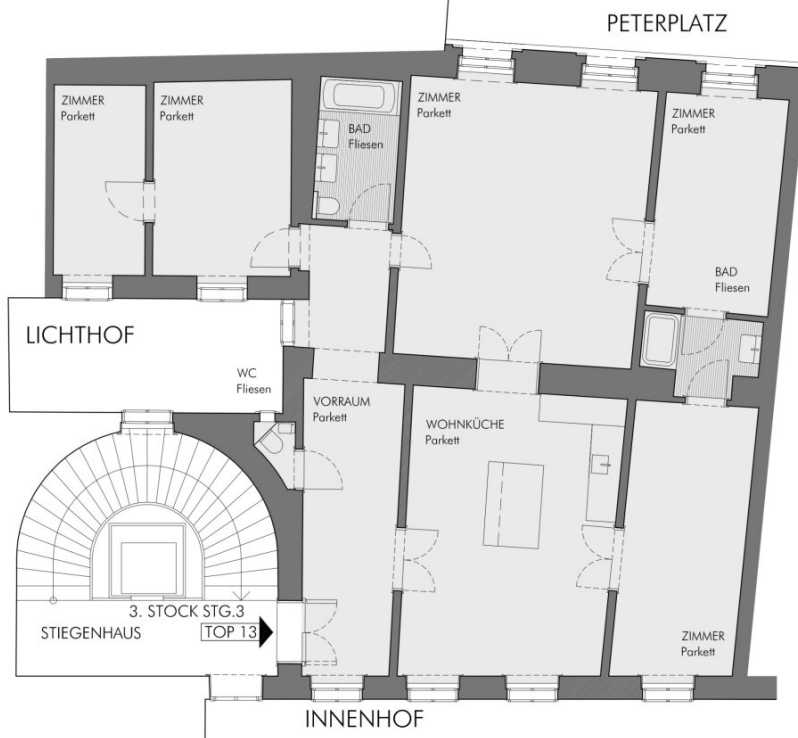 PETERPLATZ
ZIMMER
Parkett
ZIMMER
Parkett
BAD
Fliesen
ZIMMER
Parkett
ZIMMER
Parkett
BAD
Fliesen
LICHTHOF
WC
Fliesen
VORRAUM
Parkett
WOHNKÜCHE
Parkett
3. STOCK STG.3
STIEGENHAUS
TOP 13
ZIMMER
Parkett
INNENHOF